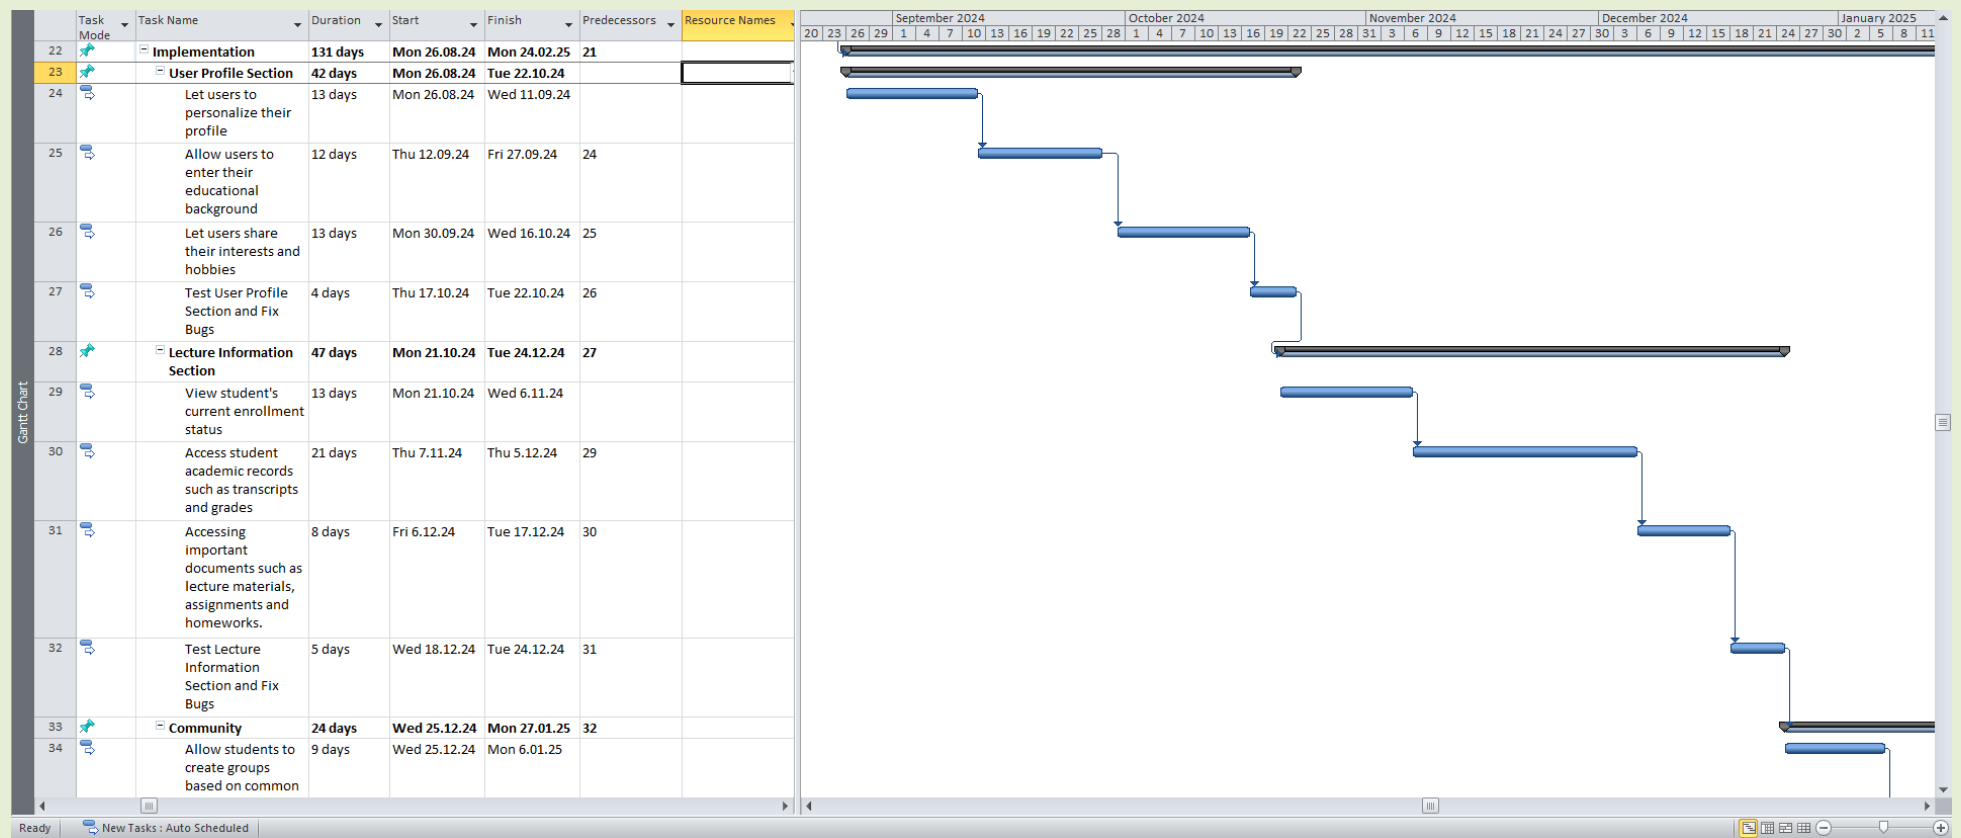 Task Mode Task Name Duration Start Finish Predecessors Resource Names
September 2024 October 2024 November 2024 December 2024 January 2025
20 23 26 29 1 4 7 10 13 16 19 22 25 28 1 4 7 10 13 16 19 22 25 28 31 3 6 9 12 15 18 21 24 27 30 3 6 9 12 15 18 21 24 27 30 2 5 8 11
22 Implementation 131 days Mon 26.08.24 Mon 24.02.25 21
23 User Profile Section 42 days Mon 26.08.24 Tue 22.10.24
24 Let users to 13 days Mon 26.08.24 Wed 11.09.24
personalize their
profile
25 Allow users to 12 days Thu 12.09.24 Fri 27.09.24 24
enter their
educational
background
26 Let users share 13 days Mon 30.09.24 Wed 16.10.24 25
their interests and
hobbies
27 Test User Profile 4 days Thu 17.10.24 Tue 22.10.24 26
Section and Fix
Bugs
28 Lecture Information 47 days Mon 21.10.24 Tue 24.12.24 27
Section
29 View student's 13 days Mon 21.10.24 Wed 6.11.24
current enrollment
status
30 Access student 21 days Thu 7.11.24 Thu 5.12.24 29
academic records
such as transcripts
and grades
31 Accessing 8 days Fri 6.12.24 Tue 17.12.24 30
important
documents such as
lecture materials,
assignments and
homeworks.
32 Test Lecture 5 days Wed 18.12.24 Tue 24.12.24 31
Information
Section and Fix
Bugs
33 Community 24 days Wed 25.12.24 Mon 27.01.25 32
34 Allow students to 9 days Wed 25.12.24 Mon 6.01.25
create groups
based on common
Gantt Chart
Ready New Tasks : Auto Scheduled